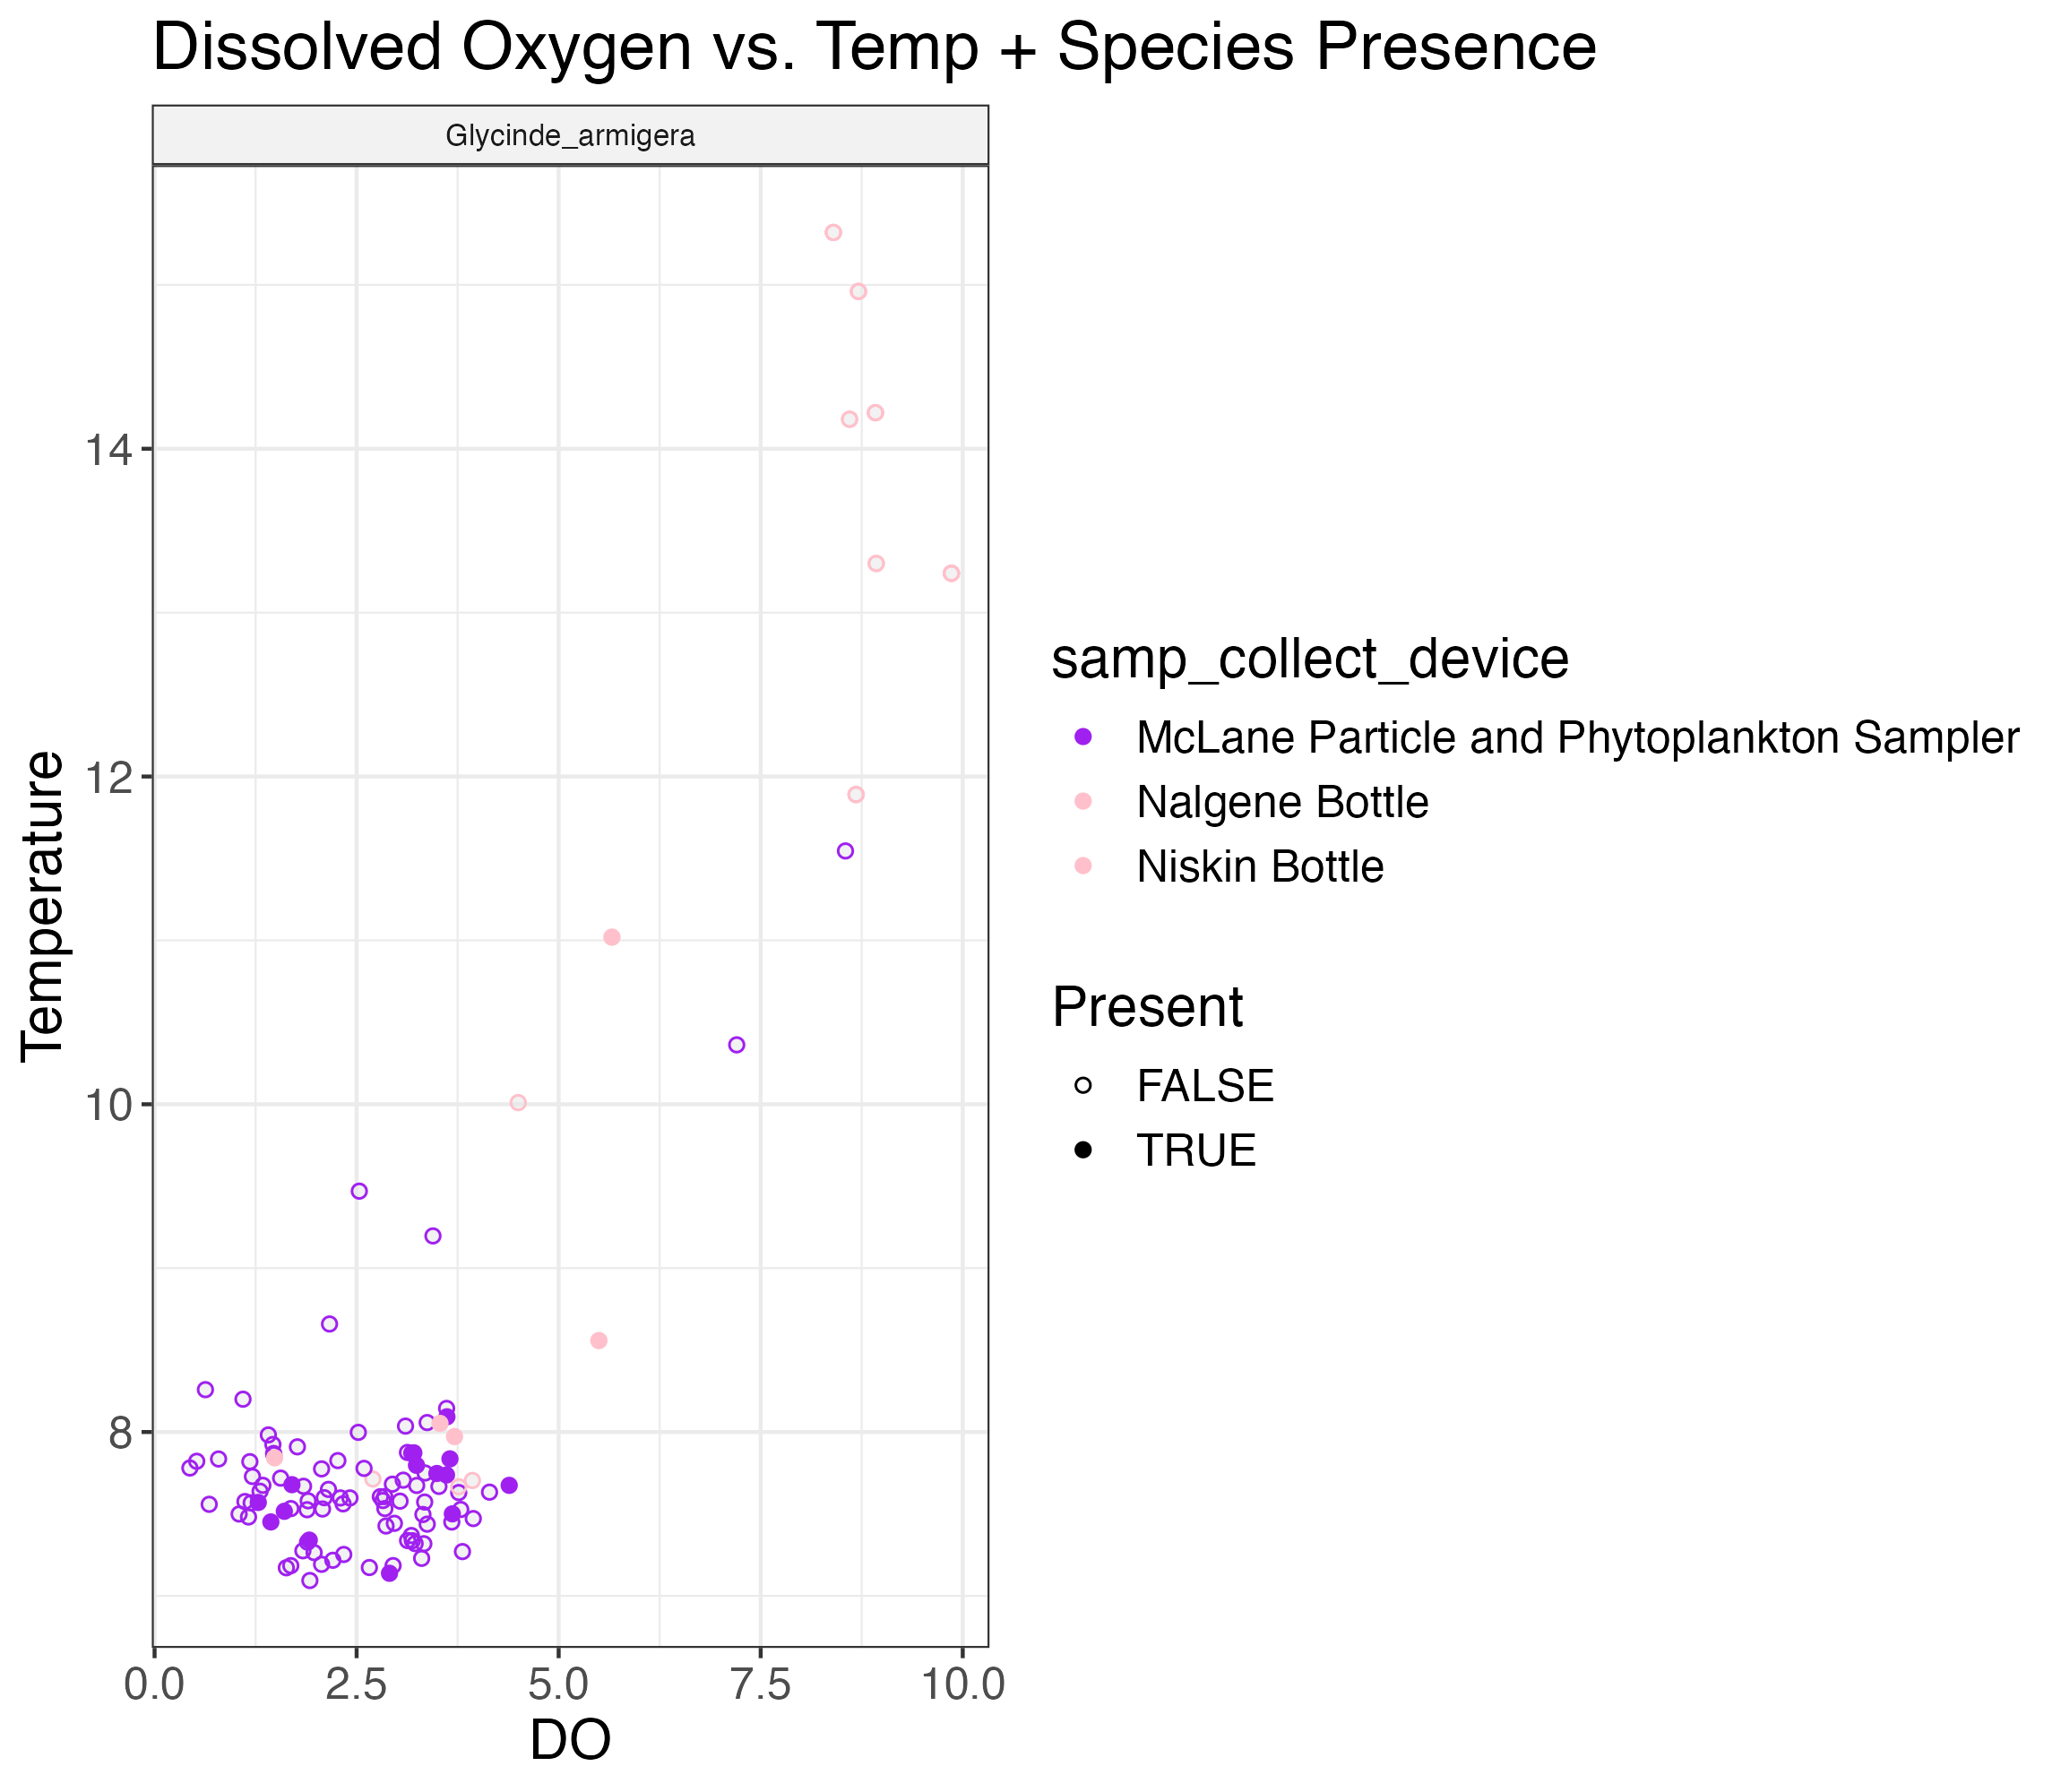 Dissolved Oxygen vs. Temp + Species Presence
Glycinde_armigera
14
12
10
8
Temperature
0.0 2.5 5.0 7.5 10.0
DO
samp_collect_device
McLane Particle and Phytoplankton Sampler
Nalgene Bottle
Niskin Bottle
Present
FALSE
TRUE